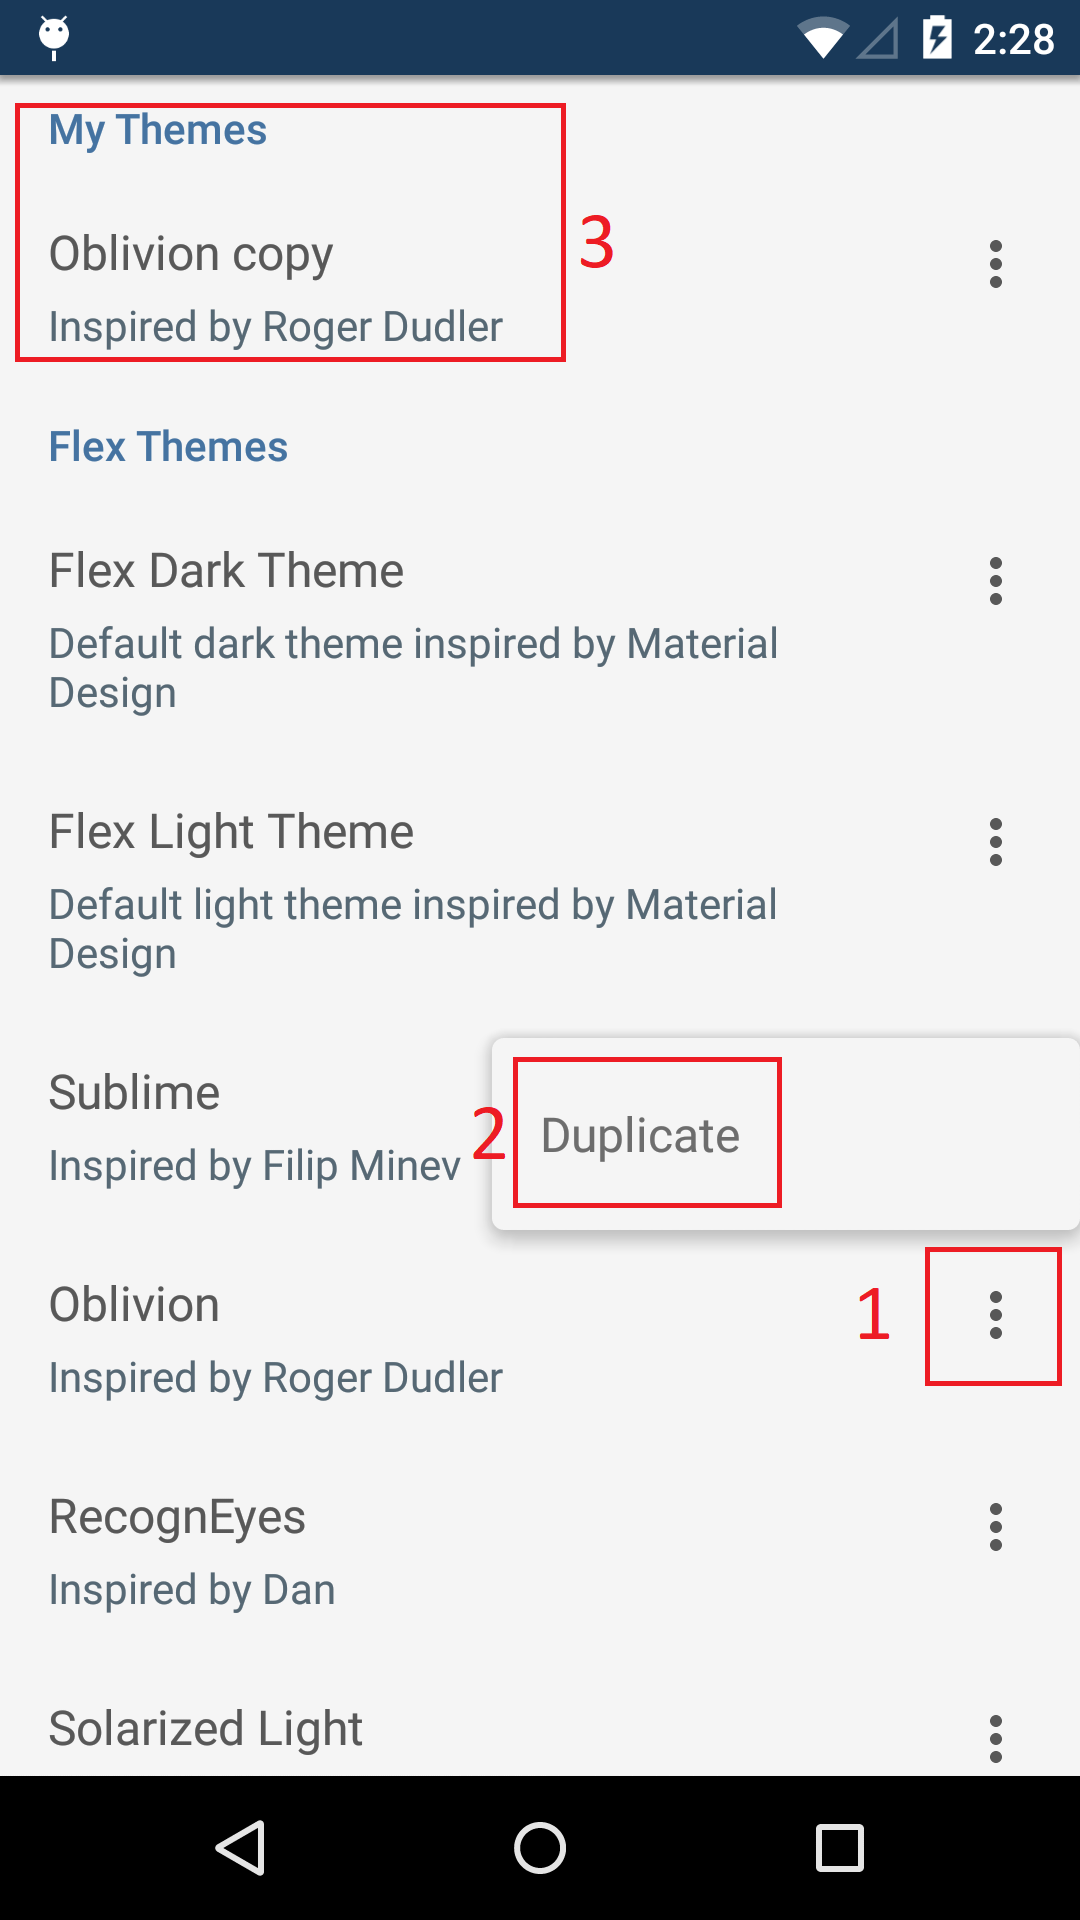 2:28
My Themes
Oblivion copy
3
Inspired by Roger Dudler
Flex Themes
Flex Dark Theme
Default dark theme inspired by Material
Design
Flex Light Theme
Default light theme inspired by Material
Design
Sublime
Inspired by Filip Minev
2
Duplicate
Oblivion
1
Inspired by Roger Dudler
RecognEyes
Inspired by Dan
Solarized Light